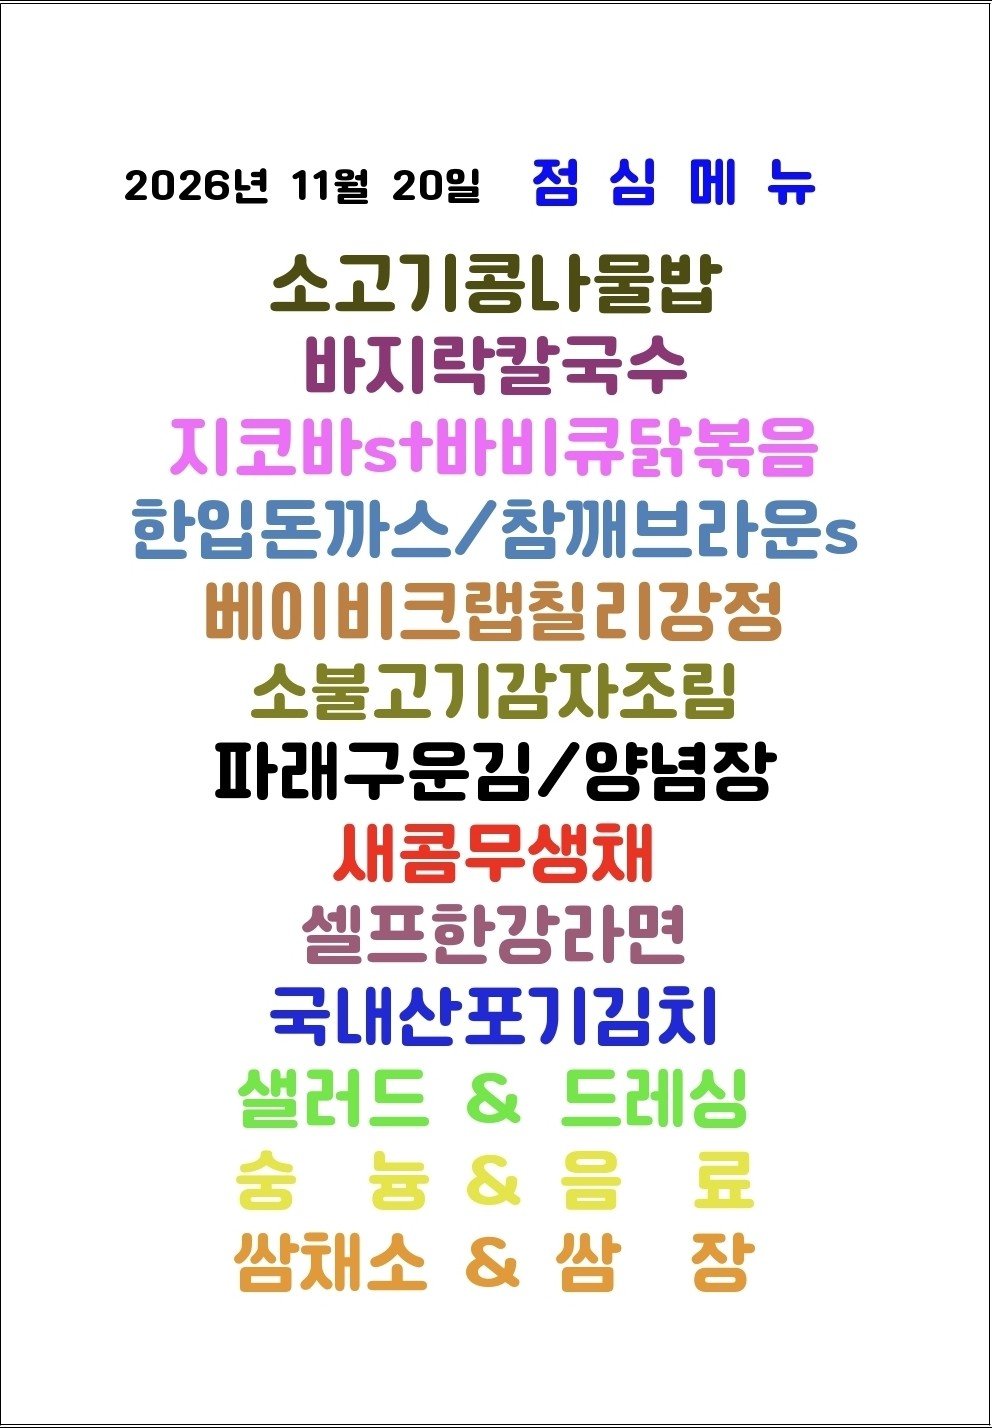 2026년 11월 20일 점 심 메 뉴
소고기콩나물밥
바지락칼국수
지코바st바비큐닭볶음
한입돈까스/참깨브라운s
베이비크랩칠리강정
소불고기감자조림
파래구운김/양념장
새콤무생채
셀프한강라면
국내산포기김치
샐러드 & 드레싱
숭 늉 & 음 료
쌈채소 & 쌈 장